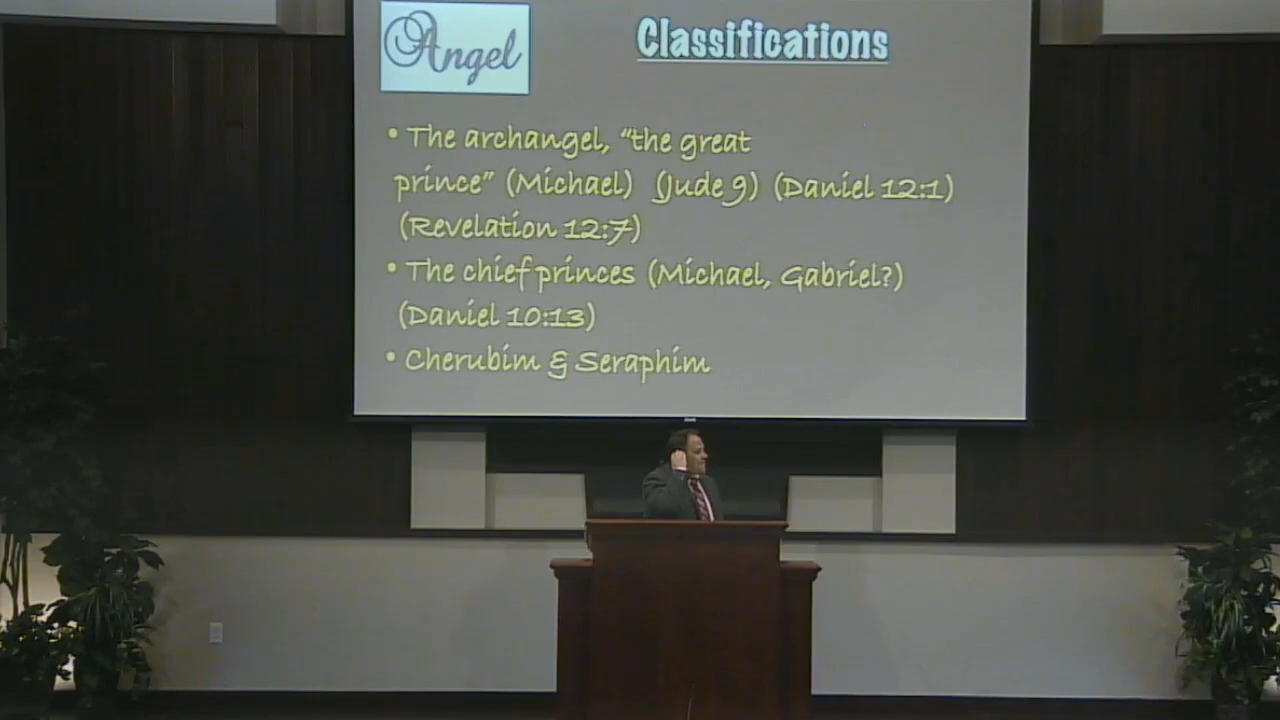 Angel
Classifications
• The archangel, “the great
prince” (Michael) (Jude 9) (Daniel 12:1)
(Revelation 12:7)
• The chief princes (Michael, Gabriel?)
(Daniel 10:13)
• Cherubim & Seraphim